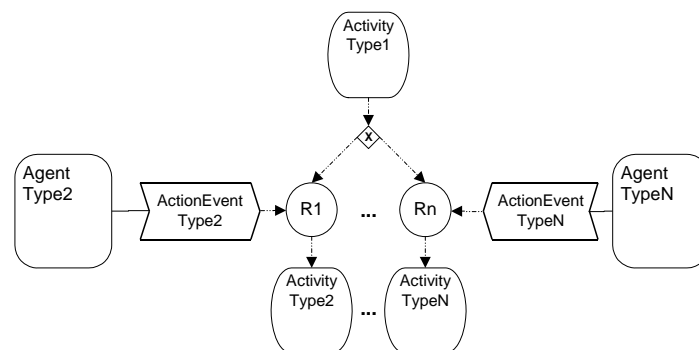 Activity
Type1
X
Agent
Type2
ActionEvent
Type2
R1
...
Rn
ActionEvent
TypeN
Agent
TypeN
Activity
Type2
...
Activity
TypeN